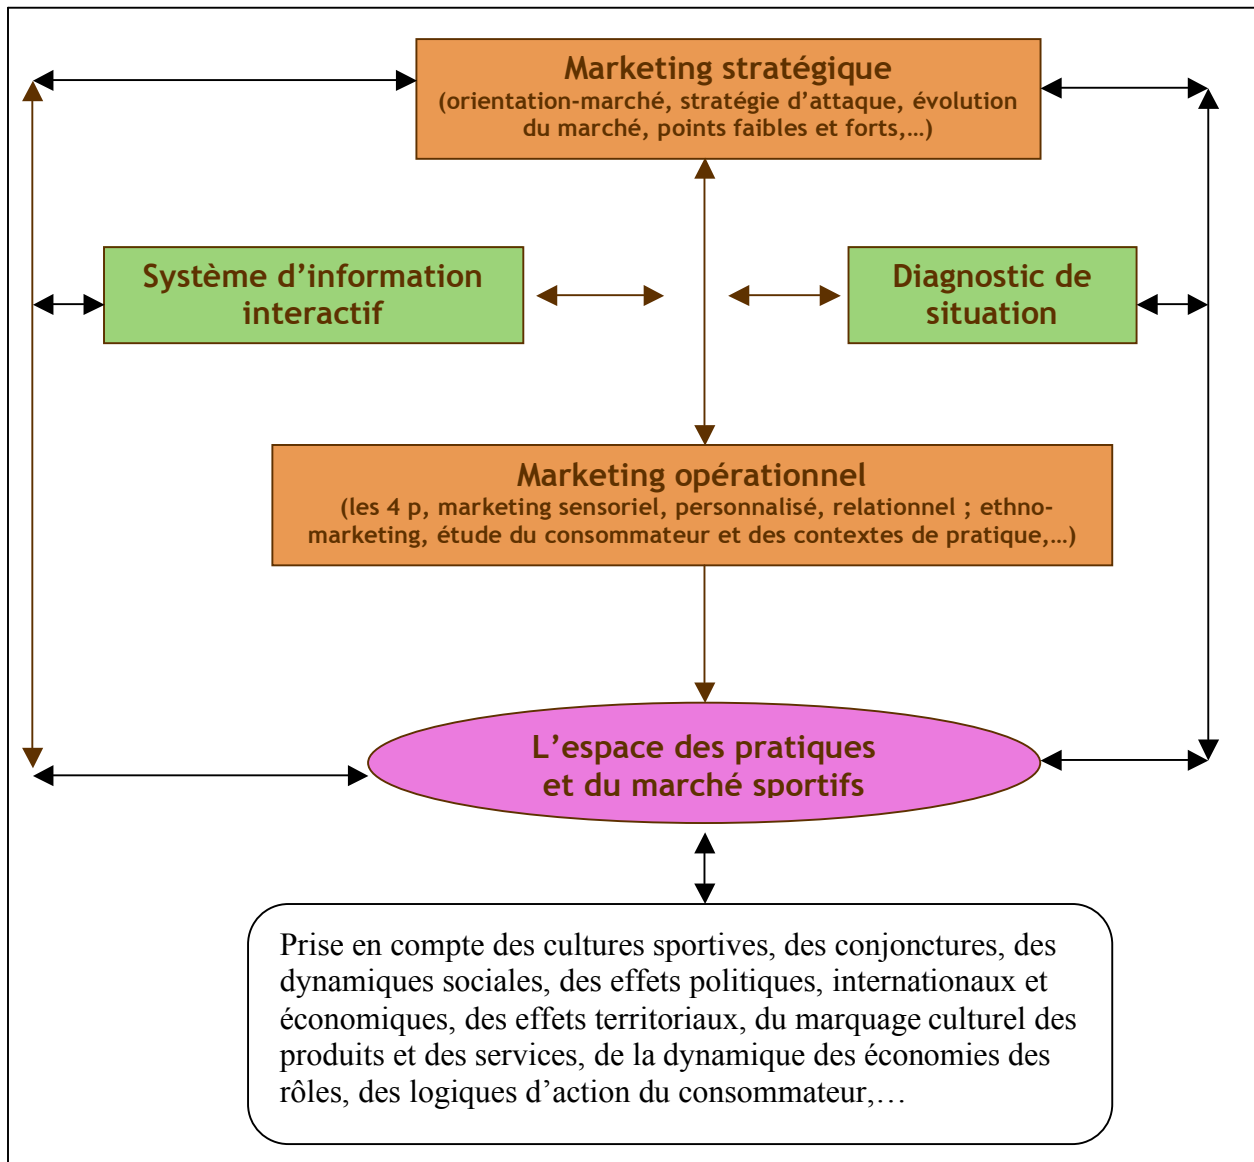 Marketing stratégique
(orientation-marché, stratégie d’attaque, évolution
du marché, points faibles et forts,…)
Système d’information
interactif
Diagnostic de
situation
Marketing opérationnel
(les 4 p, marketing sensoriel, personnalisé, relationnel ; ethno-
marketing, étude du consommateur et des contextes de pratique,…)
L’espace des pratiques
et du marché sportifs
Prise en compte des cultures sportives, des conjonctures, des
dynamiques sociales, des effets politiques, internationaux et
économiques, des effets territoriaux, du marquage culturel des
produits et des services, de la dynamique des économies des
rôles, des logiques d’action du consommateur,…